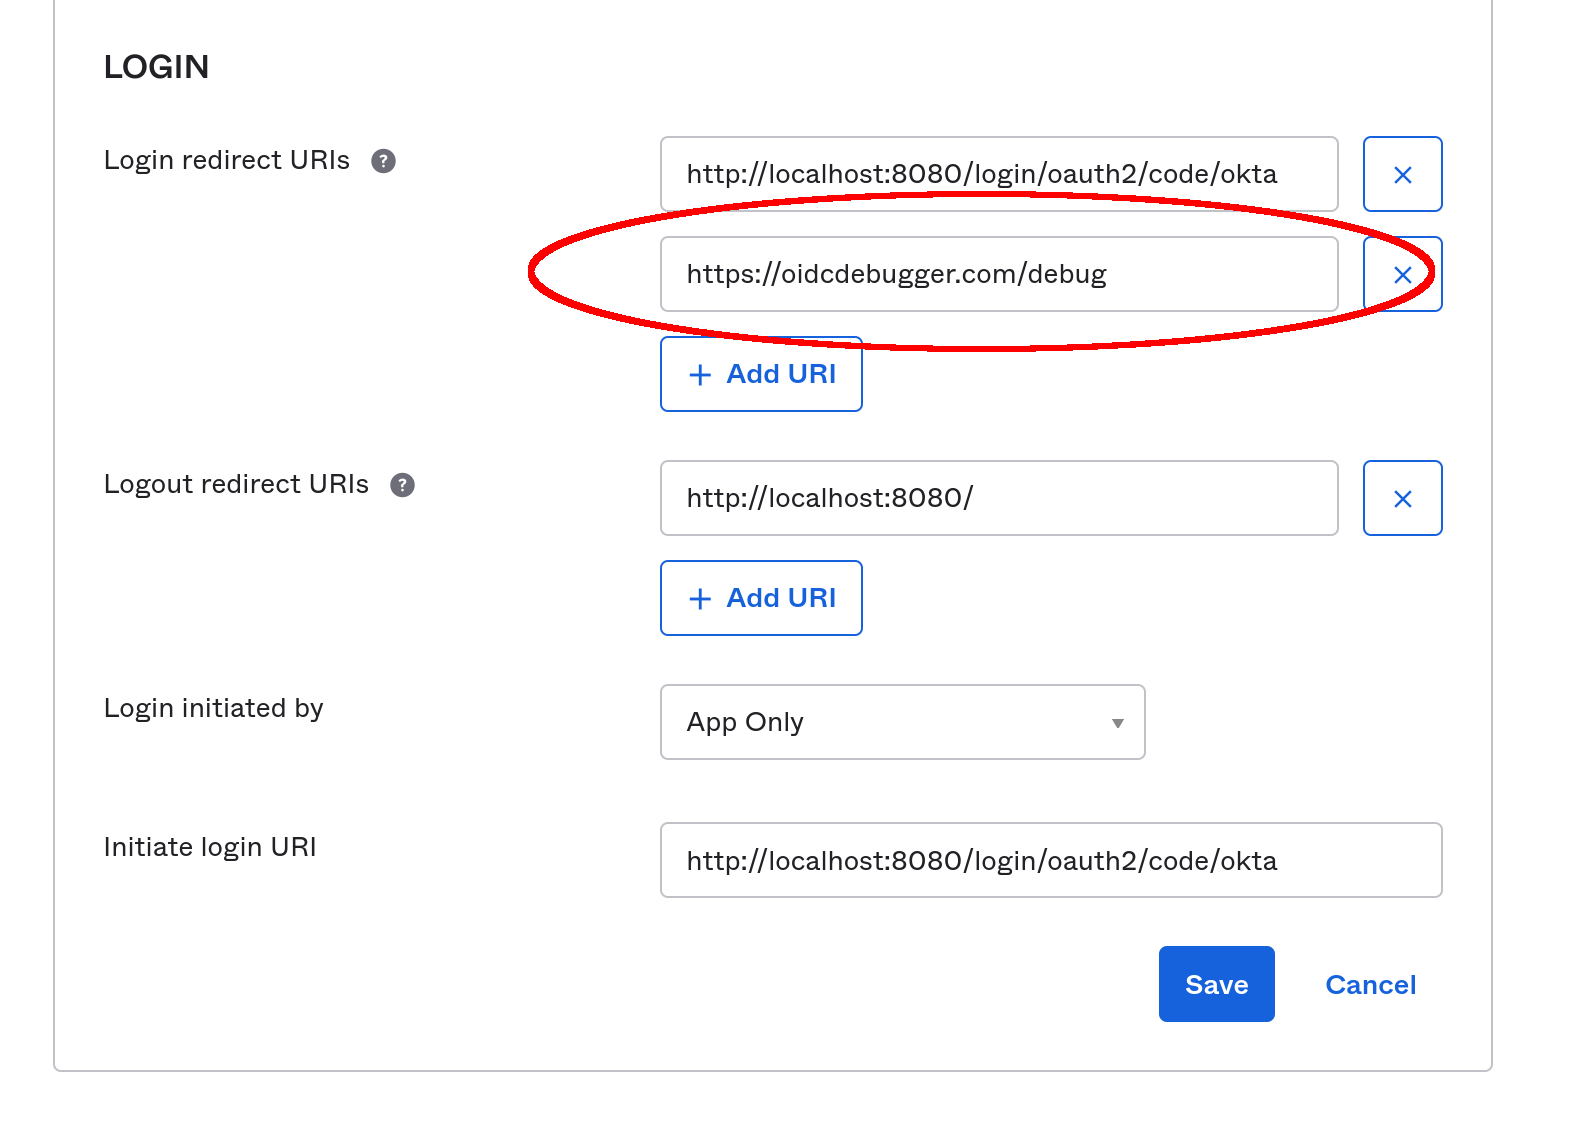 LOGIN
Login redirect URIs ?
http://localhost:8080/login/oauth2/code/okta
https://oidcdebugger.com/debug
+ Add URI
Logout redirect URIs ?
http://localhost:8080/
+ Add URI
Login initiated by
App Only
Initiate login URI
http://localhost:8080/login/oauth2/code/okta
Save Cancel